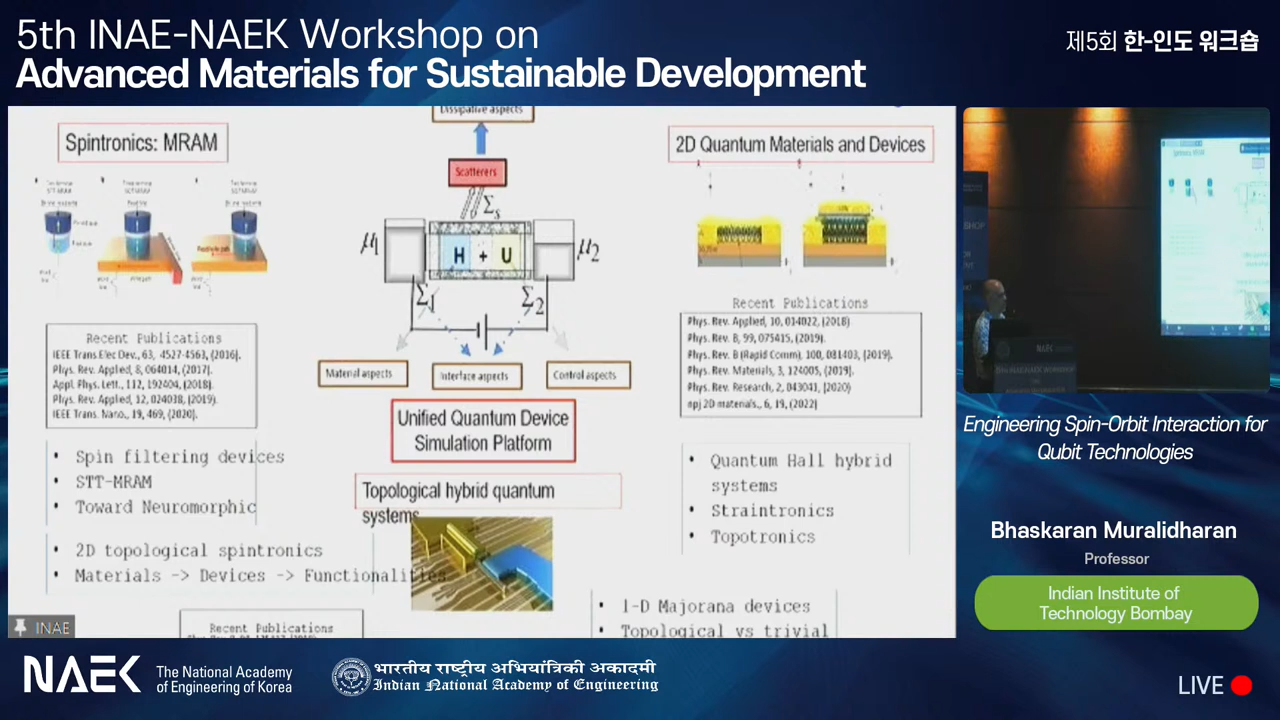 5th INAE-NAEK Workshop on
Advanced Materials for Sustainable Development
제5회 한-인도 워크숍
Dissipative aspects
Spintronics: MRAM
Scatterers
Σs
μ1
H + U
μ2
Σ1
Σ2
Material aspects
Interface aspects
Control aspects
Unified Quantum Device
Simulation Platform
2D Quantum Materials and Devices
Recent Publications
IEEE Trans Elec Dev., 63, 4527-4563, (2016).
Phys. Rev. Applied, 8, 064014, (2017).
Appl. Phys. Lett., 112, 192404, (2018).
Phys. Rev. Applied, 12, 024038, (2019).
IEEE Trans. Nano., 19, 469, (2020).
Recent Publications
Phys. Rev. Applied, 10, 014022, (2018)
Phys. Rev. B, 99, 075415, (2019).
Phys. Rev. B (Rapid Comm), 100, 081403, (2019).
Phys. Rev. Materials, 3, 124005, (2019).
Phys. Rev. Research, 2, 043041, (2020)
npj 2D materials., 6, 19, (2022)
• Spin filtering devices
• STT-MRAM
• Toward Neuromorphic
• 2D topological spintronics
• Materials -> Devices -> Functionalities
Topological hybrid quantum
systems
• Quantum Hall hybrid
systems
• Straintronics
• Topotronics
• 1-D Majorana devices
• Topological vs trivial
Recent Publications
INAE
NAEK
Engineering Spin-Orbit Interaction for
Qubit Technologies
Bhaskaran Muralidharan
Professor
Indian Institute of
Technology Bombay
NAEK
The National Academy
of Engineering of Korea
भारतीय राष्ट्रीय अभियांत्रिकी अकादमी
Indian National Academy of Engineering
LIVE